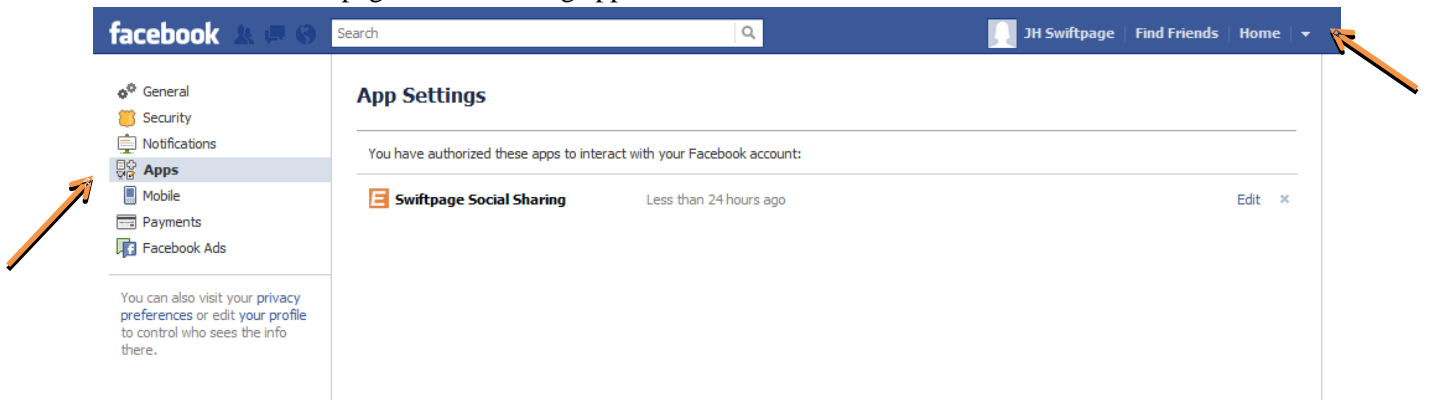 facebook
Search
JH Swiftpage
Find Friends
Home
General
Security
Notifications
Apps
Mobile
Payments
Facebook Ads
You can also visit your privacy
preferences or edit your profile
to control who sees the info
there.
App Settings
You have authorized these apps to interact with your Facebook account:
Swiftpage Social Sharing Less than 24 hours ago Edit ×